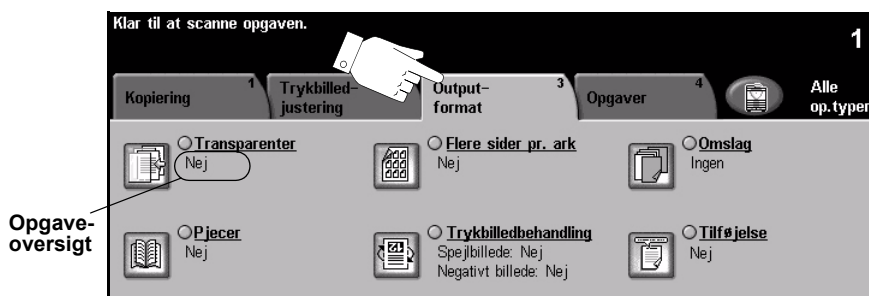 Klar til at scanne opgaven.
1
Kopiering 1
Trykbilled-
justering
Output-
format 3
Opgaver 4
Alle
op.typer
Transparenter
Nej
Flere sider pr. ark
Nej
Omslag
Ingen
Opgave-
oversigt
Pjecer
Nej
Trykbilledbehandling
Spejlbillede: Nej
Negativt billede: Nej
Tilføjelse
Nej